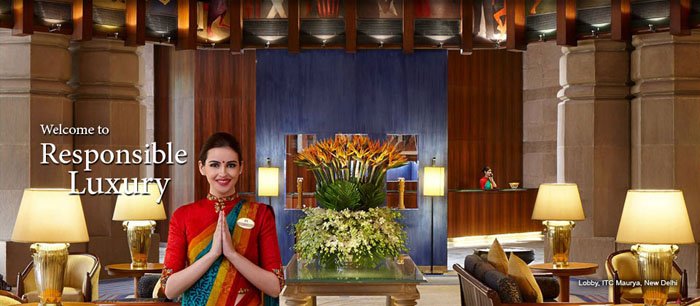 Welcome to
Responsible
Luxury
Lobby, ITC Maurya, New Delhi